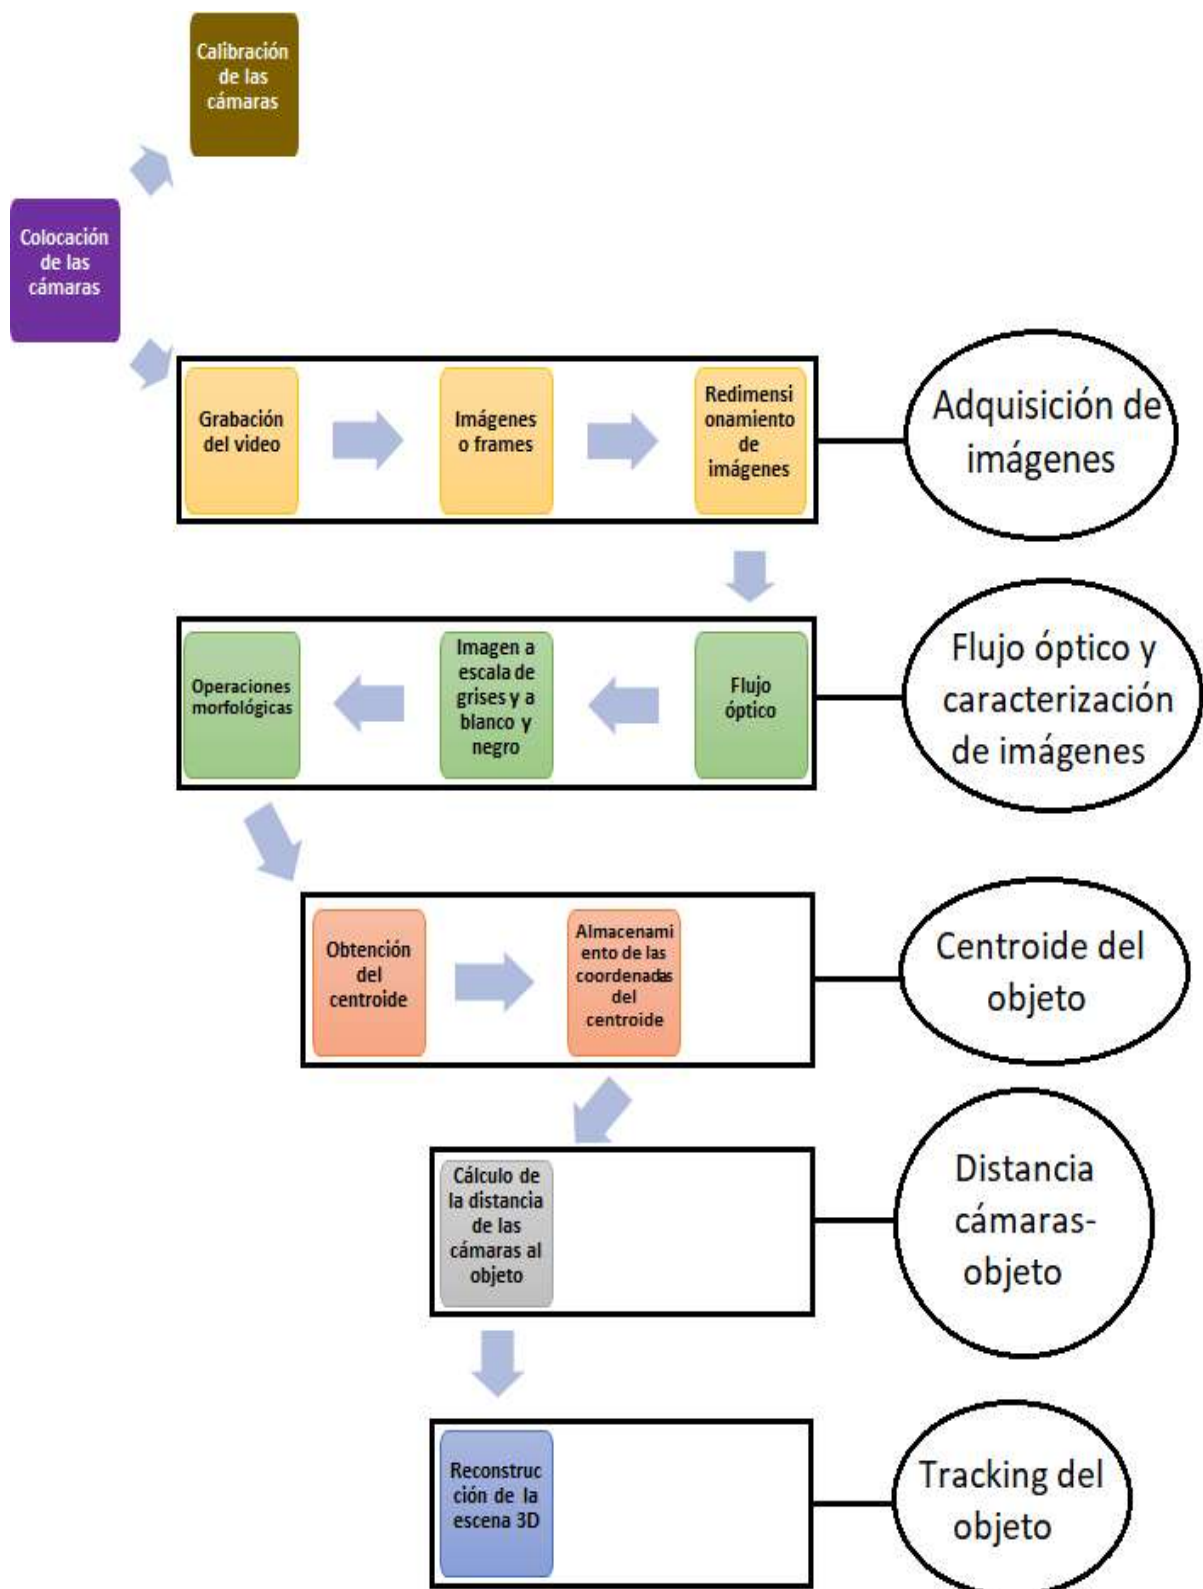 Calibración
de las
cámaras
Colocación
de las
cámaras
Grabación
del video
Imágenes
o frames
Redimensi
onamiento
de
imágenes
Adquisición de
imágenes
Operaciones
morfológicas
Imagen a
escala de
grises y a
blanco y
negro
Flujo
óptico
Flujo óptico y
caracterización
de imágenes
Obtención
del
centroide
Almacenami
ento de las
coordenadas
del
centroide
Centroide del
objeto
Cálculo de
la distancia
de las
cámaras al
objeto
Distancia
cámaras-
objeto
Reconstruc
ción de la
escena 3D
Tracking del
objeto